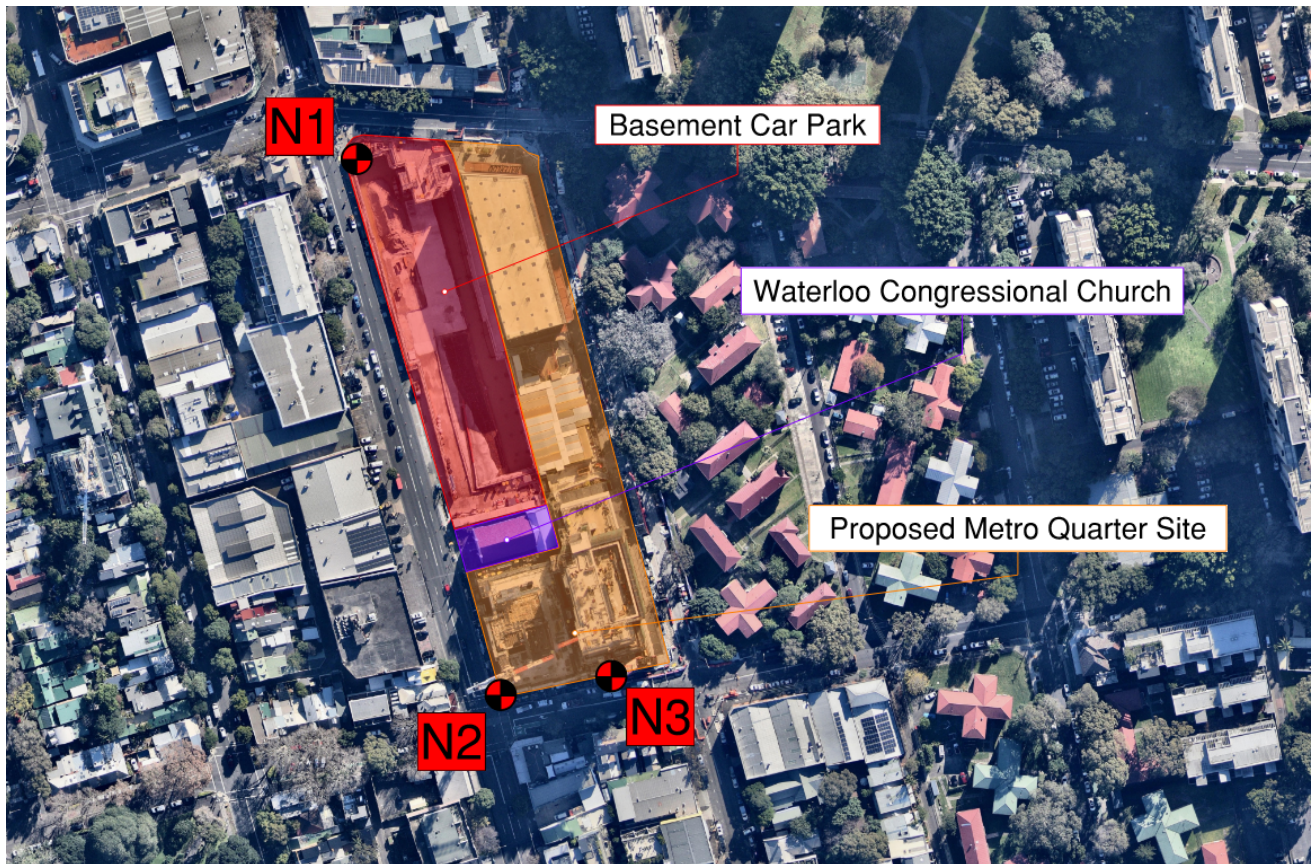 N1
Basement Car Park
Waterloo Congressional Church
Proposed Metro Quarter Site
N2
N3